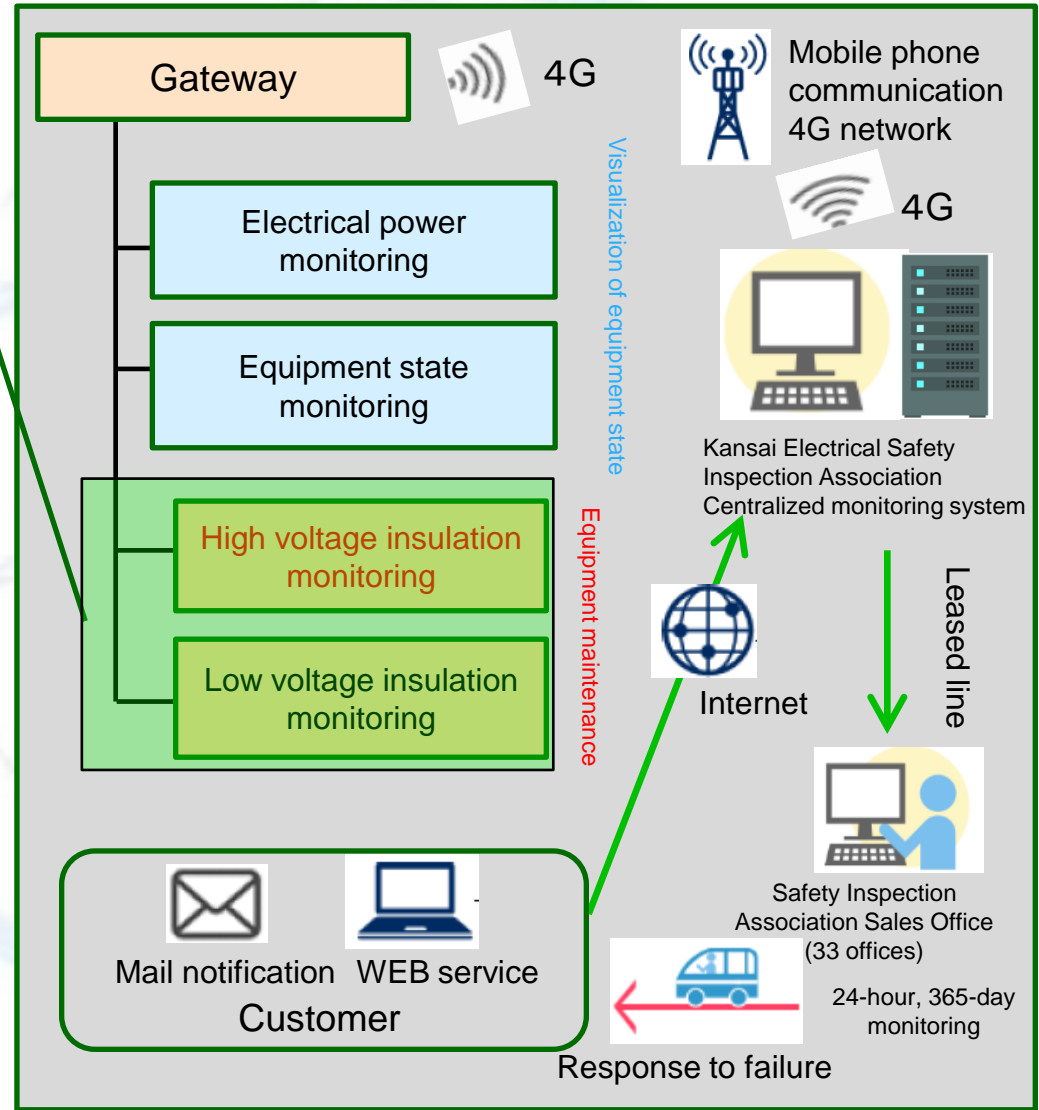 Gateway
4G
Mobile phone
communication
4G network
4G
Electrical power
monitoring
Equipment state
monitoring
Visualization of equipment state
Kansai Electrical Safety
Inspection Association
Centralized monitoring system
High voltage insulation
monitoring
Low voltage insulation
monitoring
Equipment maintenance
Internet
Leased line
Safety Inspection
Association Sales Office
(33 offices)
24-hour, 365-day
monitoring
Mail notification
WEB service
Customer
Response to failure